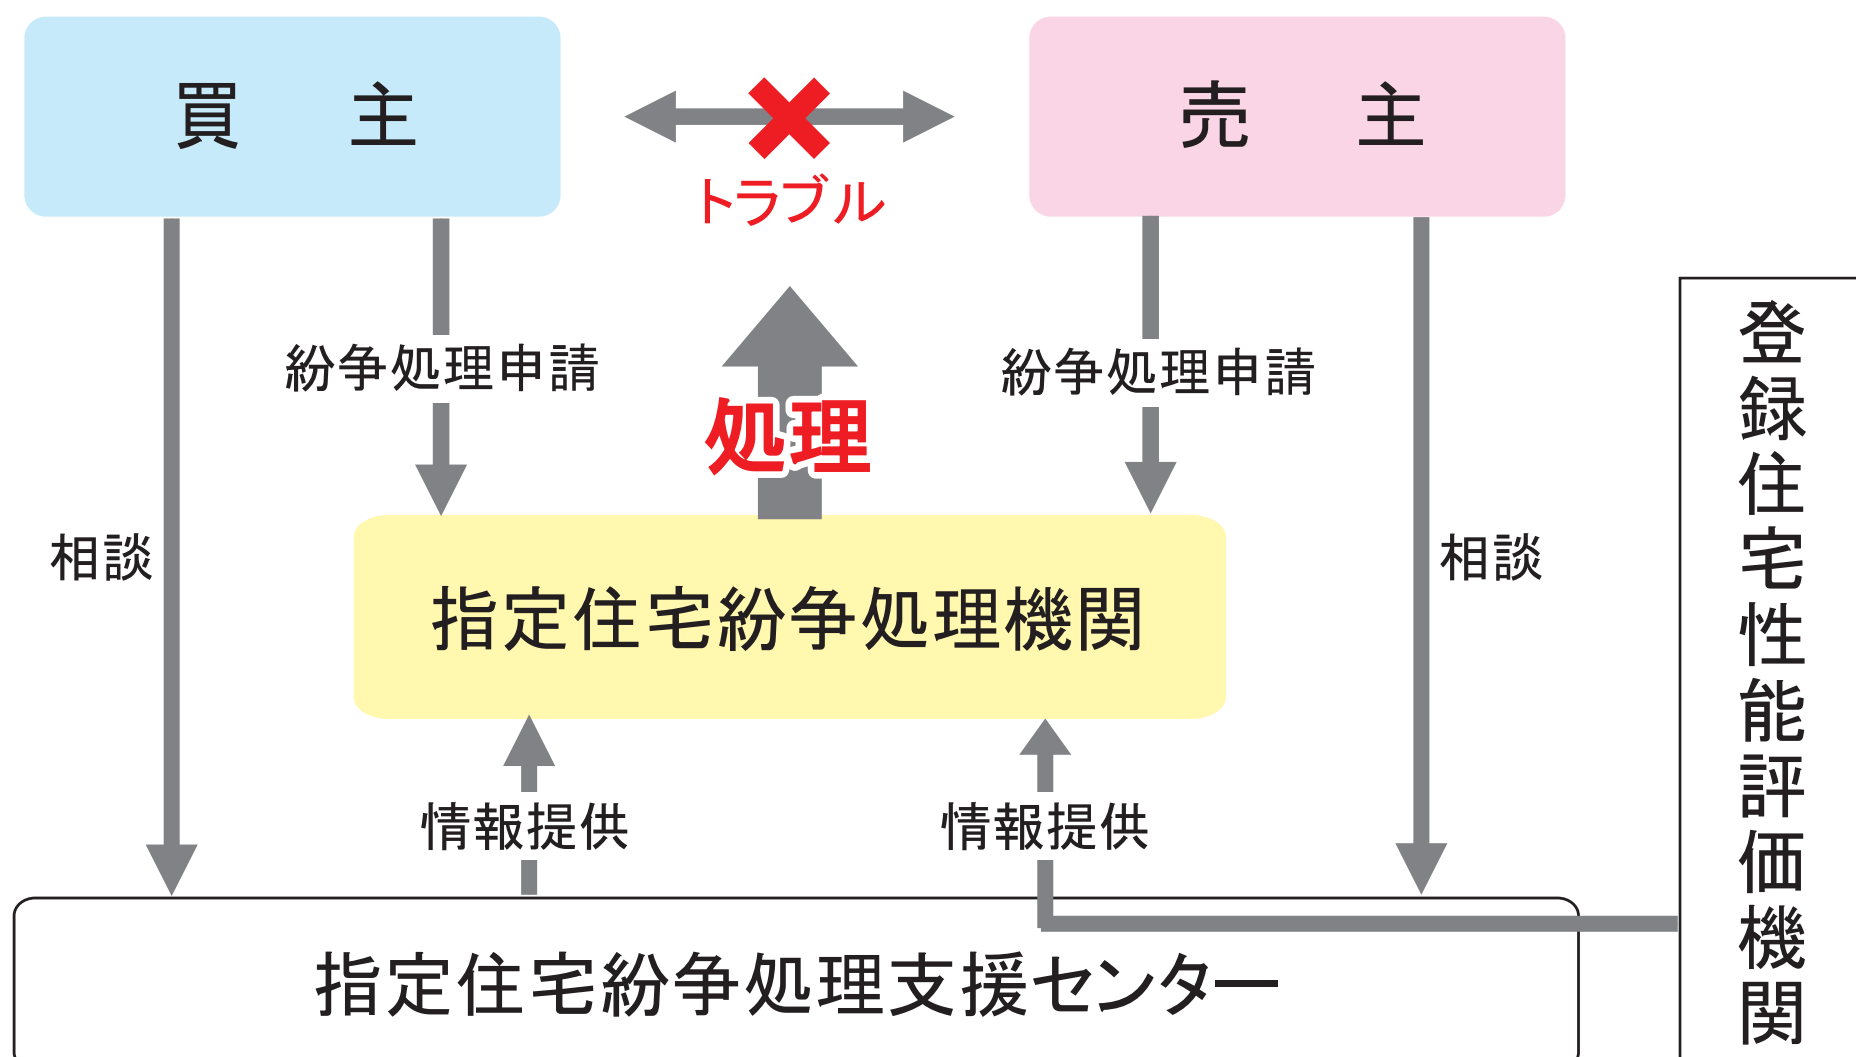 買 主
売 主
トラブル
紛争処理申請
紛争処理申請
処理
相談
相談
指定住宅紛争処理機関
情報提供
情報提供
指定住宅紛争処理支援センター
登録住宅性能評価機関